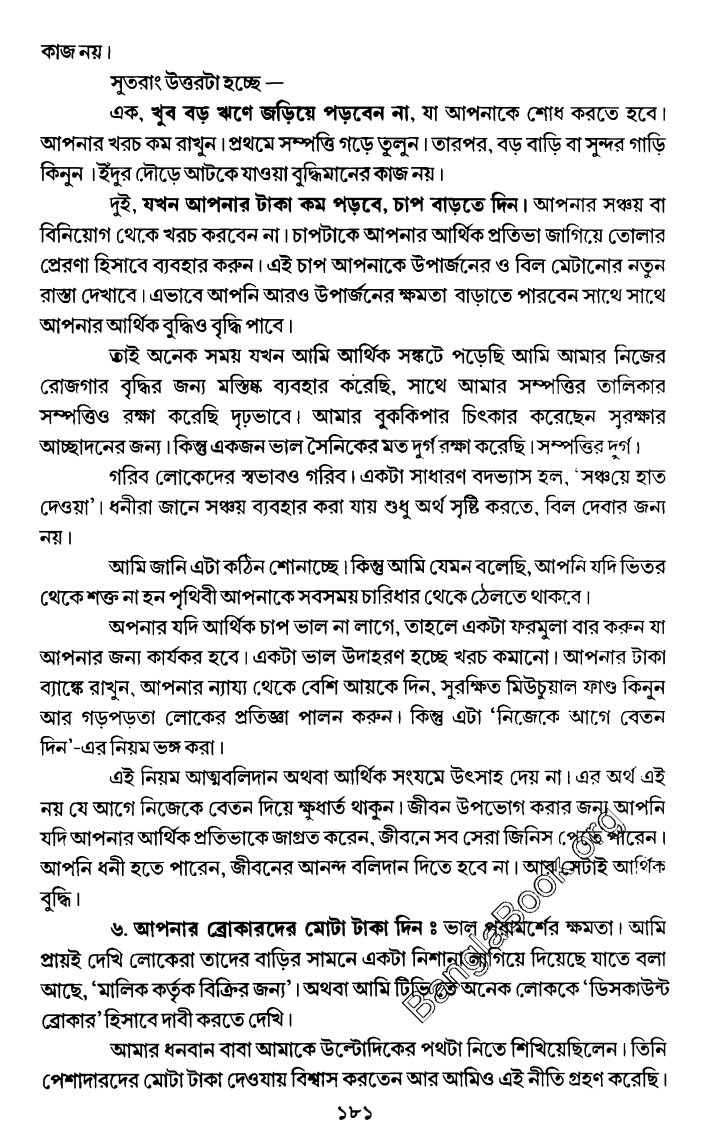 কাজ নয়।
সুতরাং উত্তরটা হচ্ছে —
এক, খুব বড় ঋণে জড়িয়ে পড়বেন না, যা আপনাকে শোধ করতে হবে।
আপনার খরচ কম রাখুন। প্রথমে সম্পত্তি গড়ে তুলুন। তারপর, বড় বাড়ি বা সুন্দর গাড়ি
কিনুন । ইঁদুর দৌড়ে আটকে যাওয়া বুদ্ধিমানের কাজ নয়।
দুই, যখন আপনার টাকা কম পড়বে, চাপ বাড়তে দিন। আপনার সঞ্চয় বা
বিনিয়োগ থেকে খরচ করবেন না। চাপটাকে আপনার আর্থিক প্রতিভা জাগিয়ে তোলার
প্রেরণা হিসাবে ব্যবহার করুন। এই চাপ আপনাকে উপার্জনের ও বিল মেটানোর নতুন
রাস্তা দেখাবে। এভাবে আপনি আরও উপার্জনের ক্ষমতা বাড়াতে পারবেন সাথে সাথে
আপনার আর্থিক বুদ্ধিও বৃদ্ধি পাবে।
তাই অনেক সময় যখন আমি আর্থিক সঙ্কটে পড়েছি আমি আমার নিজের
রোজগার বৃদ্ধির জন্য মস্তিষ্ক ব্যবহার করেছি, সাথে আমার সম্পত্তির তালিকার
সম্পত্তিও রক্ষা করেছি দৃঢ়ভাবে। আমার বুককিপার চিৎকার করেছেন সুরক্ষার
আচ্ছাদনের জন্য। কিন্তু একজন ভাল সৈনিকের মত দুর্গ রক্ষা করেছি। সম্পত্তির দুর্গ।
গরিব লোকেদের স্বভাবও গরিব। একটা সাধারণ বদভ্যাস হল, ‘সঞ্চয়ে হাত
দেওয়া’। ধনীরা জানে সঞ্চয় ব্যবহার করা যায় শুধু অর্থ সৃষ্টি করতে, বিল দেবার জন্য
নয়।
আমি জানি এটা কঠিন শোনাচ্ছে। কিন্তু আমি যেমন বলেছি, আপনি যদি ভিতর
থেকে শক্ত না হন পৃথিবী আপনাকে সবসময় চারিধার থেকে ঠেলতে থাকবে।
অপনার যদি আর্থিক চাপ ভাল না লাগে, তাহলে একটা ফরমুলা বার করুন যা
আপনার জন্য কার্যকর হবে। একটা ভাল উদাহরণ হচ্ছে খরচ কমানো। আপনার টাকা
ব্যাঙ্কে রাখুন, আপনার ন্যায্য থেকে বেশি আয়কে দিন, সুরক্ষিত মিউচুয়াল ফাণ্ড কিনুন
আর গড়পড়তা লোকের প্রতিজ্ঞা পালন করুন। কিন্তু এটা ‘নিজেকে আগে বেতন
দিন’-এর নিয়ম ভঙ্গ করা।
এই নিয়ম আত্মবলিদান অথবা আর্থিক সংযমে উৎসাহ দেয় না। এর অর্থ এই
নয় যে আগে নিজেকে বেতন দিয়ে ক্ষুধার্ত থাকুন। জীবন উপভোগ করার জন্য আপনি
যদি আপনার আর্থিক প্রতিভাকে জাগ্রত করেন, জীবনে সব সেরা জিনিস পেতে পারেন।
আপনি ধনী হতে পারেন, জীবনের আনন্দ বলিদান দিতে হবে না। আর সেটাই আর্থিক
বুদ্ধি।
৬. আপনার ব্রোকারদের মোটা টাকা দিন ঃ ভাল পরামর্শের ক্ষমতা। আমি
প্রায়ই দেখি লোকেরা তাদের বাড়ির সামনে একটা নিশানা লাগিয়ে দিয়েছে যাতে বলা
আছে, ‘মালিক কর্তৃক বিক্রির জন্য’। অথবা আমি টিভিতে অনেক লোককে ‘ডিসকাউন্ট
ব্রোকার’ হিসাবে দাবী করতে দেখি।
আমার ধনবান বাবা আমাকে উল্টোদিকের পথটা নিতে শিখিয়েছিলেন। তিনি
পেশাদারদের মোটা টাকা দেওযায় বিশ্বাস করতেন আর আমিও এই নীতি গ্রহণ করেছি।
১৮১
BanglaBook.org